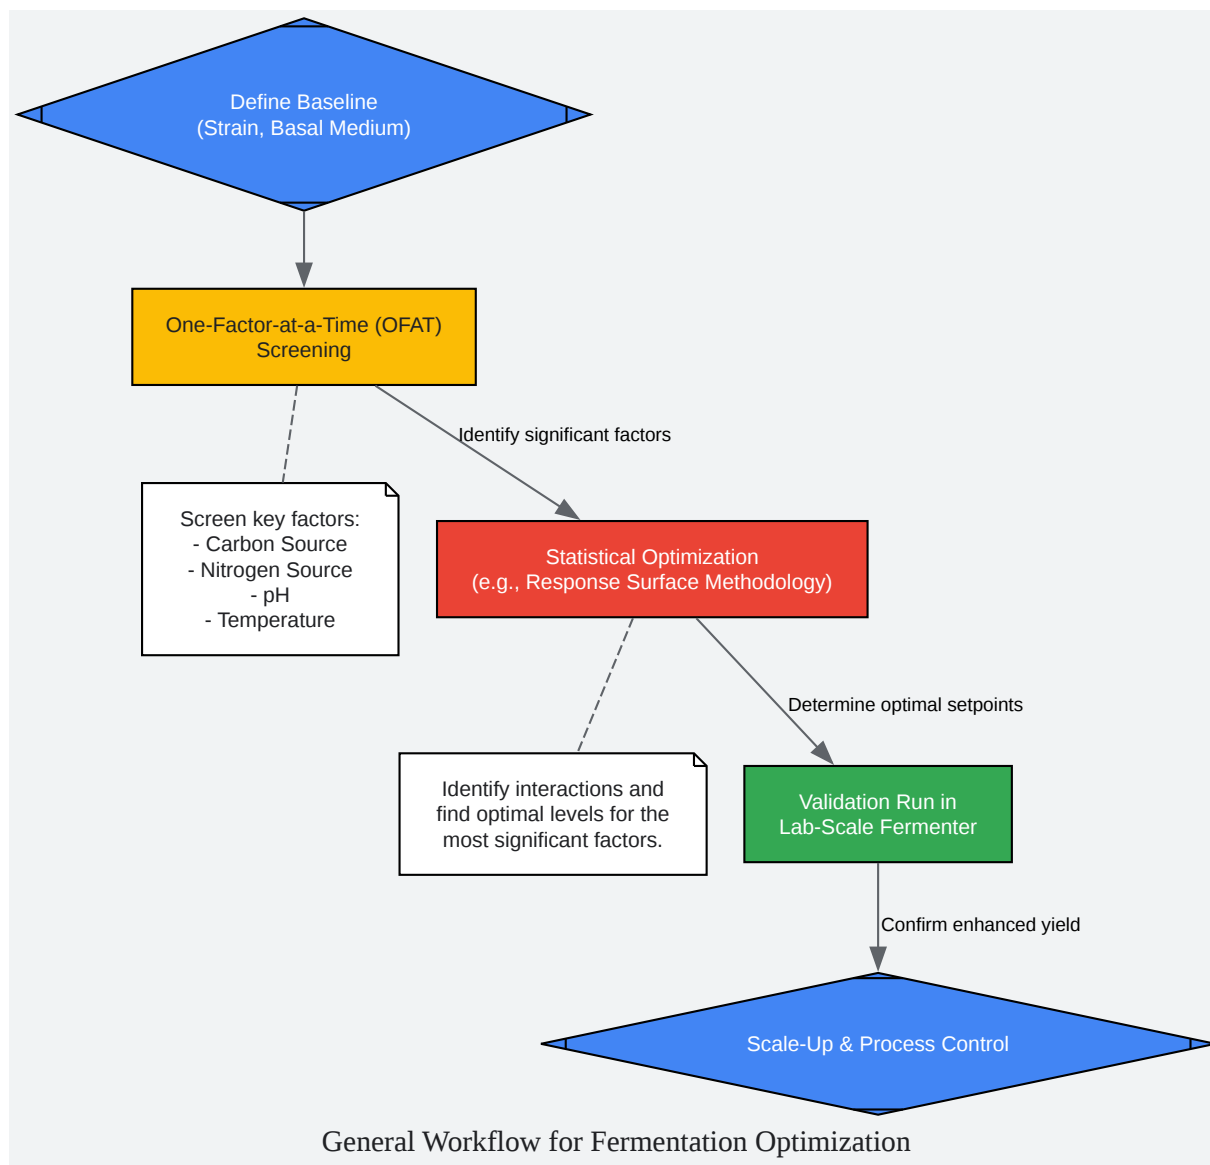 Define Baseline
(Strain, Basal Medium)
One-Factor-at-a-Time (OFAT)
Screening
Identify significant factors
Screen key factors:
- Carbon Source
- Nitrogen Source
- pH
- Temperature
Statistical Optimization
(e.g., Response Surface Methodology)
Determine optimal setpoints
Identify interactions and
find optimal levels for the
most significant factors.
Validation Run in
Lab-Scale Fermenter
Confirm enhanced yield
Scale-Up & Process Control
General Workflow for Fermentation Optimization